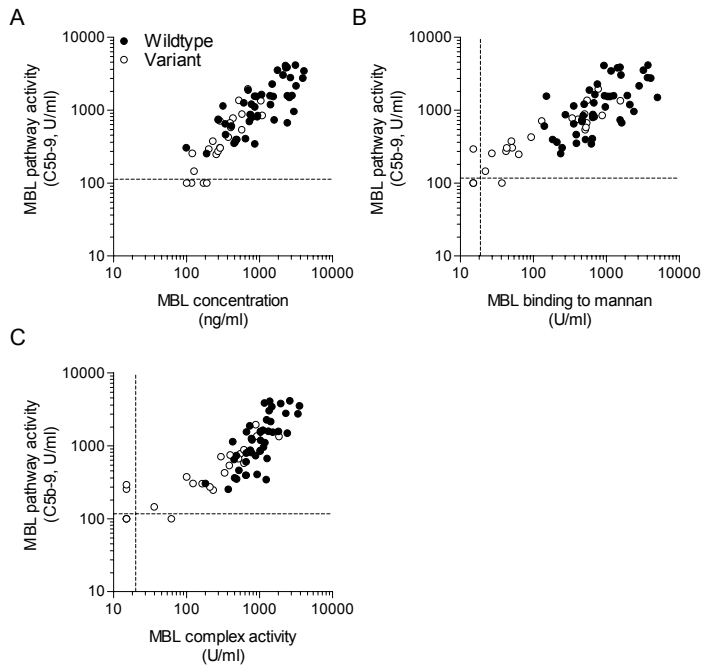 A
10000
1000
100
10
MBL pathway activity
(C5b-9, U/ml)
Wildtype
Variant
10 100 1000 10000
MBL concentration
(ng/ml)
B
10000
1000
100
10
MBL pathway activity
(C5b-9, U/ml)
10 100 1000 10000
MBL binding to mannan
(U/ml)
C
10000
1000
100
10
MBL pathway activity
(C5b-9, U/ml)
10 100 1000 10000
MBL complex activity
(U/ml)